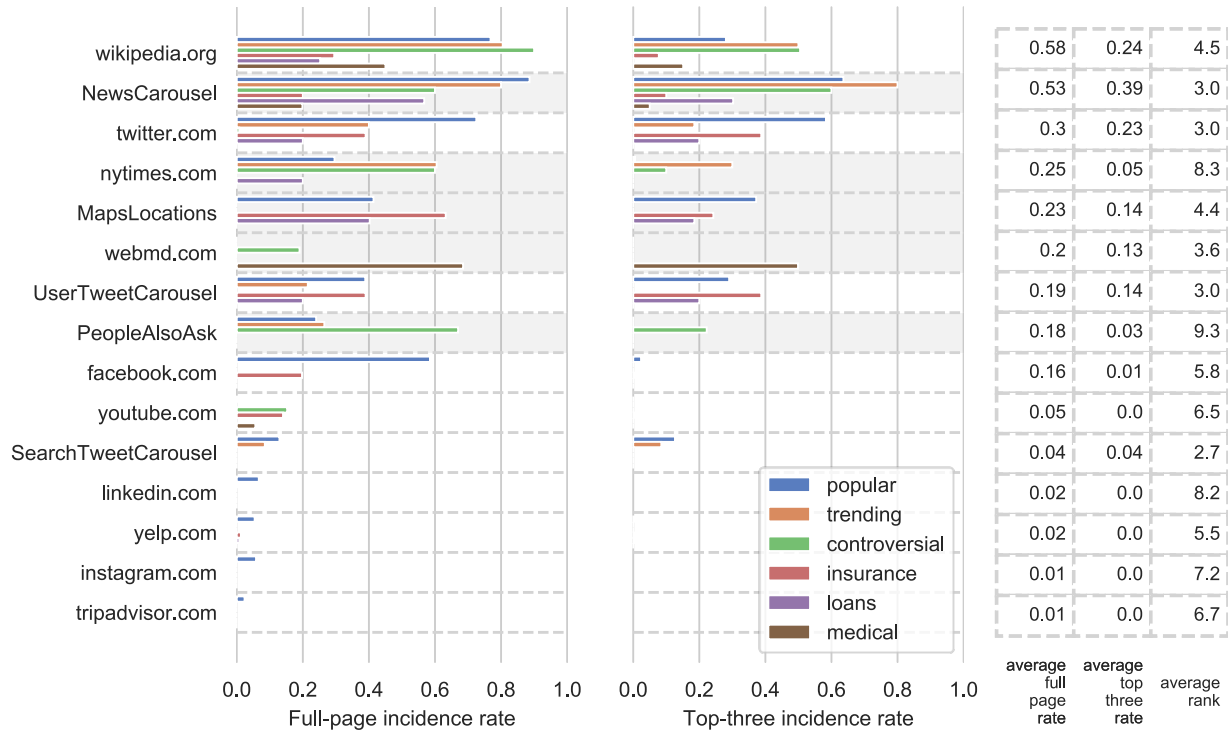 wikipedia.org 0.58 0.24 4.5
NewsCarousel 0.53 0.39 3.0
twitter.com 0.3 0.23 3.0
nytimes.com 0.25 0.05 8.3
MapsLocations 0.23 0.14 4.4
webmd.com 0.2 0.13 3.6
UserTweetCarousel 0.19 0.14 3.0
PeopleAlsoAsk 0.18 0.03 9.3
facebook.com 0.16 0.01 5.8
youtube.com 0.05 0.0 6.5
SearchTweetCarousel 0.04 0.04 2.7
linkedin.com 0.02 0.0 8.2
yelp.com 0.02 0.0 5.5
instagram.com 0.01 0.0 7.2
tripadvisor.com 0.01 0.0 6.7
popular
trending
controversial
insurance
loans
medical
0.0 0.2 0.4 0.6 0.8 1.0
Full-page incidence rate
0.0 0.2 0.4 0.6 0.8 1.0
Top-three incidence rate
average
full
page
rate
average
top
three
rate
average
rank